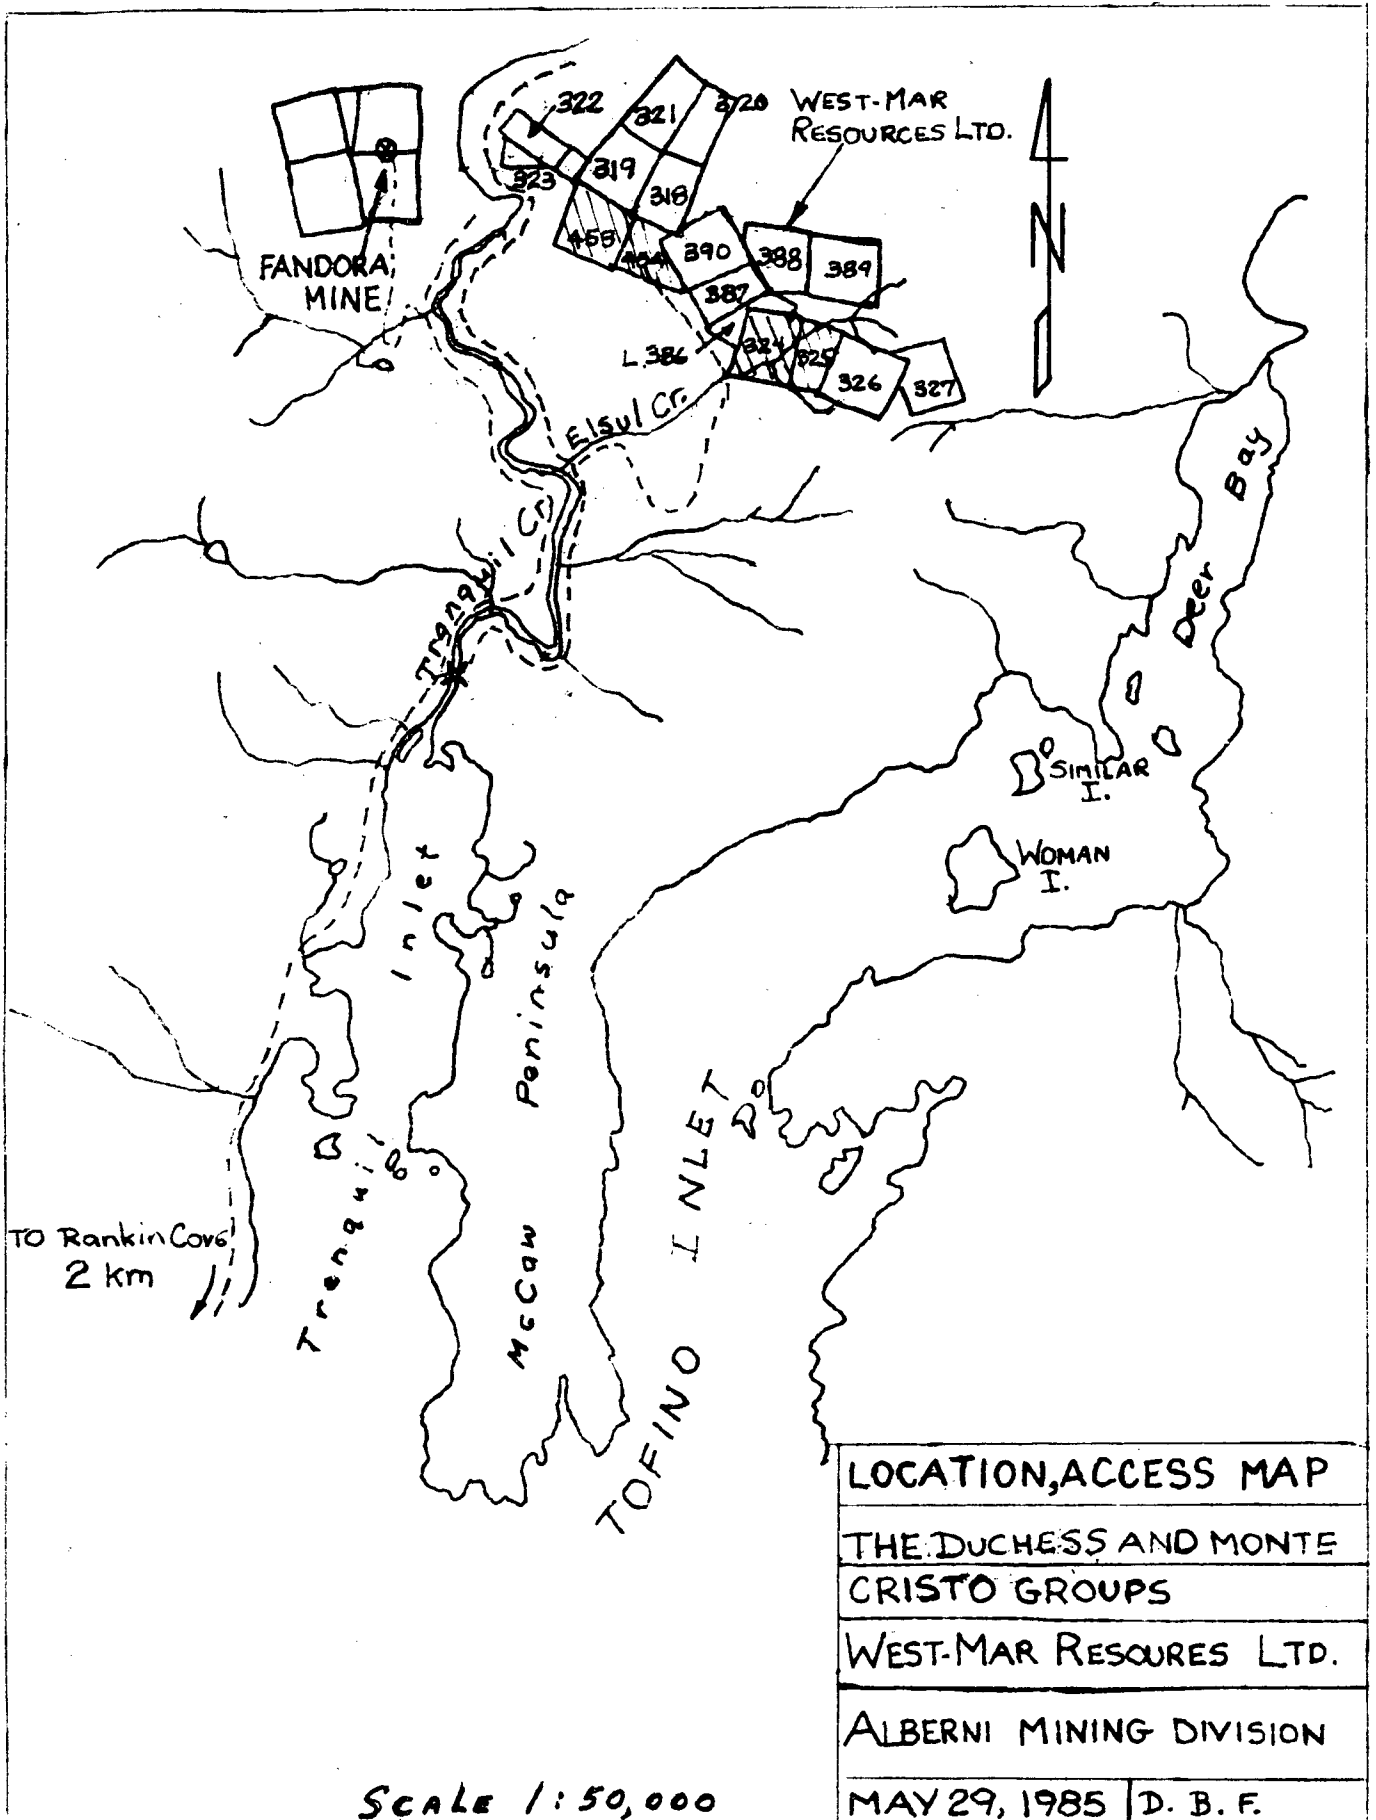 322
321
320
WEST-MAR
RESOURCES LTD.
323
319
318
455
454
390
388
389
387
L.386
324
325
326
327
FANDORA
MINE
N
Elsul Cr.
Tranquil Cr.
Deer Bay
SIMILAR
I.
WOMAN
I.
Tranquil Inlet
McCaw Peninsula
TOFINO INLET
TO Rankin Cove
2 km
LOCATION, ACCESS MAP
THE DUCHESS AND MONTE
CRISTO GROUPS
WEST-MAR RESOURES LTD.
ALBERNI MINING DIVISION
MAY 29, 1985 D. B. F.
SCALE 1:50,000